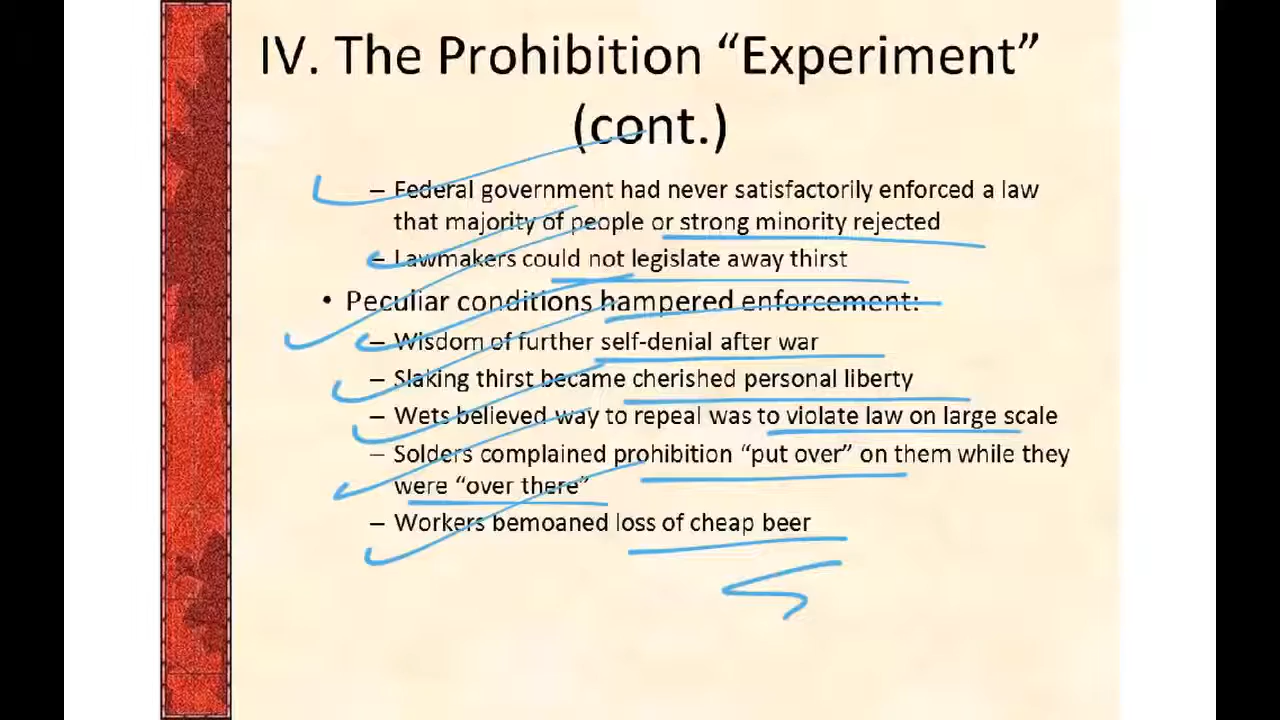 IV. The Prohibition “Experiment”
(cont.)
– Federal government had never satisfactorily enforced a law
that majority of people or strong minority rejected
– Lawmakers could not legislate away thirst
• Peculiar conditions hampered enforcement:
– Wisdom of further self-denial after war
– Slaking thirst became cherished personal liberty
– Wets believed way to repeal was to violate law on large scale
– Solders complained prohibition “put over” on them while they
were “over there”
– Workers bemoaned loss of cheap beer